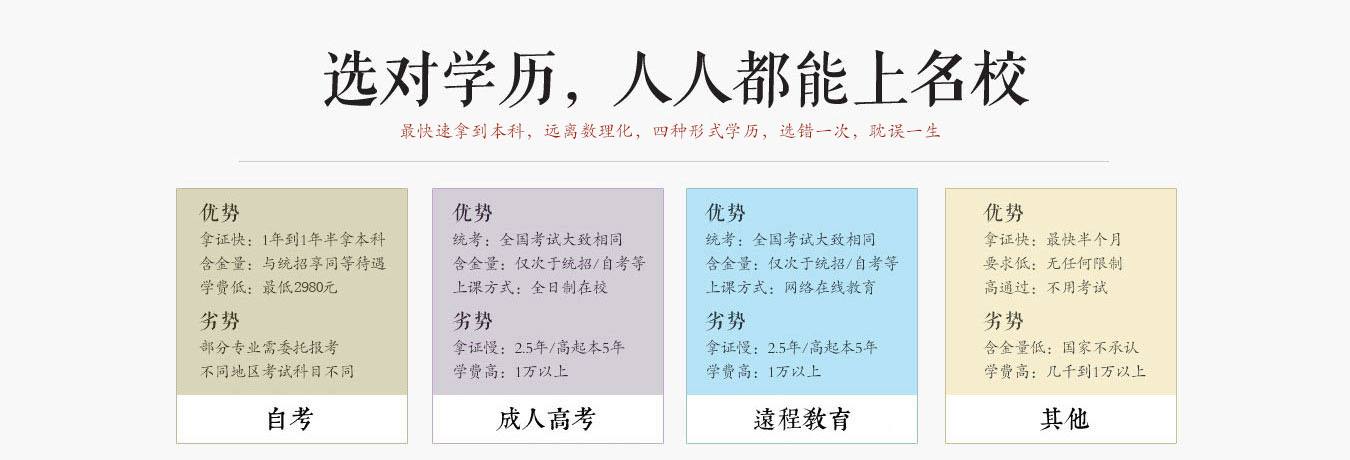 选对学历，人人都能上名校
最快速拿到本科，远离数理化，四种形式学历，选错一次，耽误一生
优势
拿证快：1年到1年半拿本科
含金量：与统招享同等待遇
学费低：最低2980元
劣势
部分专业需委托报考
不同地区考试科目不同
自考
优势
统考：全国考试大致相同
含金量：仅次于统招/自考等
上课方式：全日制在校
劣势
拿证慢：2.5年/高起本5年
学费高：1万以上
成人高考
优势
统考：全国考试大致相同
含金量：仅次于统招/自考等
上课方式：网络在线教育
劣势
拿证慢：2.5年/高起本5年
学费高：1万以上
遠程教育
优势
拿证快：最快半个月
要求低：无任何限制
高通过：不用考试
劣势
含金量低：国家不承认
学费高：几千到1万以上
其他